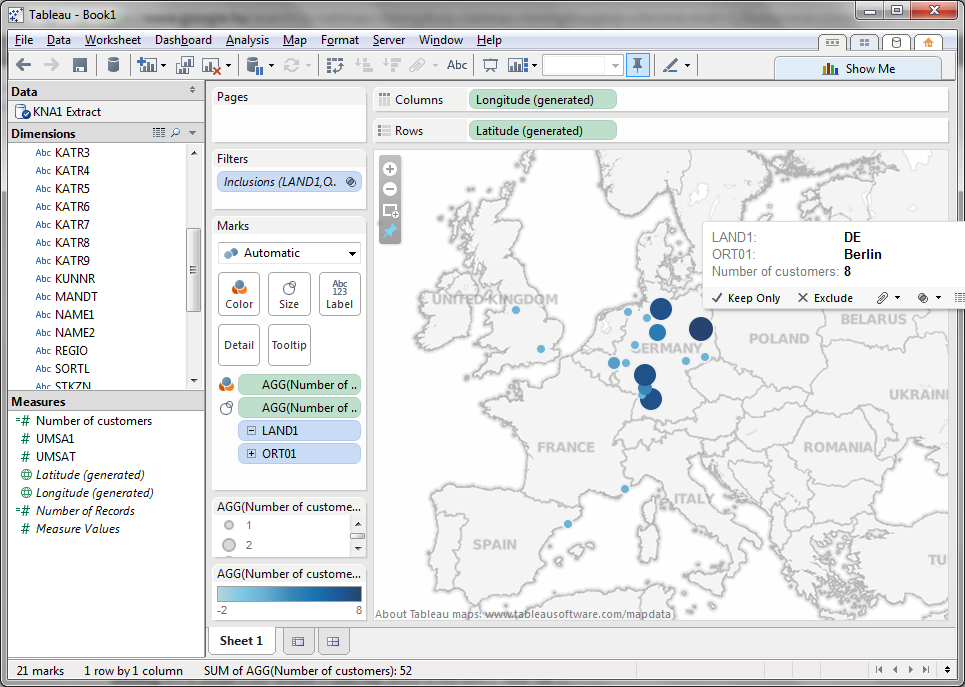 Tableau - Book1
File Data Worksheet Dashboard Analysis Map Format Server Window Help
Abc
Show Me
Data
KNA1 Extract
Dimensions
Abc KATR3
Abc KATR4
Abc KATR5
Abc KATR6
Abc KATR7
Abc KATR8
Abc KATR9
Abc KUNNR
Abc MANDT
Abc NAME1
Abc NAME2
Abc REGIO
Abc SORTL
Abc STKZN
Measures
=# Number of customers
# UMSA1
# UMSAT
Latitude (generated)
Longitude (generated)
=# Number of Records
# Measure Values
Pages
Filters
Inclusions (LAND1,O..
Marks
Automatic
Color
Size
Abc
123
Label
Detail
Tooltip
AGG(Number of ..
AGG(Number of ..
LAND1
ORT01
AGG(Number of custome...
1
2
AGG(Number of custome...
-2 8
Columns
Longitude (generated)
Rows
Latitude (generated)
LAND1: DE
ORT01: Berlin
Number of customers: 8
Keep Only
Exclude
UNITED KINGDOM
BELARUS
POLAND
GERMANY
UKRAIN
FRANCE
ROMANIA
ITALY
SPAIN
TU
About Tableau maps: www.tableausoftware.com/mapdata
Sheet 1
21 marks 1 row by 1 column SUM of AGG(Number of customers): 52